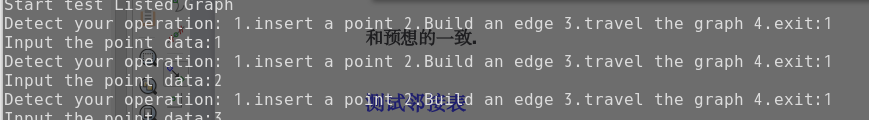 Start test Listed Graph
Detect your operation: 1.insert a point 2.Build an edge 3.travel the graph 4.exit:1
和预想的一致.
Input the point data:1
Detect your operation: 1.insert a point 2.Build an edge 3.travel the graph 4.exit:1
Input the point data:2
Detect your operation: 1.insert a point 2.Build an edge 3.travel the graph 4.exit:1
测试邻接表
Input the point data:3